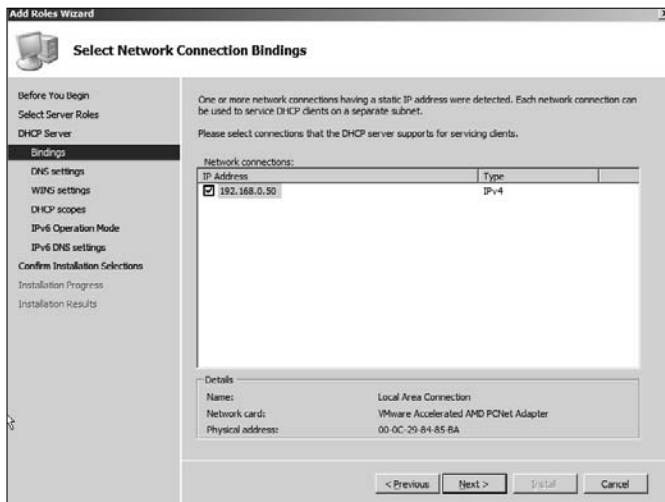 Add Roles Wizard
Select Network Connection Bindings
Before You Begin
Select Server Roles
DHCP Server
Bindings
DNS settings
WINS settings
DHCP scopes
IPv6 Operation Mode
IPv6 DNS settings
Confirm Installation Selections
Installation Progress
Installation Results
One or more network connections having a static IP address were detected. Each network connection can
be used to service DHCP clients on a separate subnet.
Please select connections that the DHCP server supports for servicing clients.
Network connections:
IP Address Type
192.168.0.50 IPv4
Details
Name: Local Area Connection
Network card: VMware Accelerated AMD PCNet Adapter
Physical address: 00-0C-29-84-85-BA
< Previous Next > Install Cancel